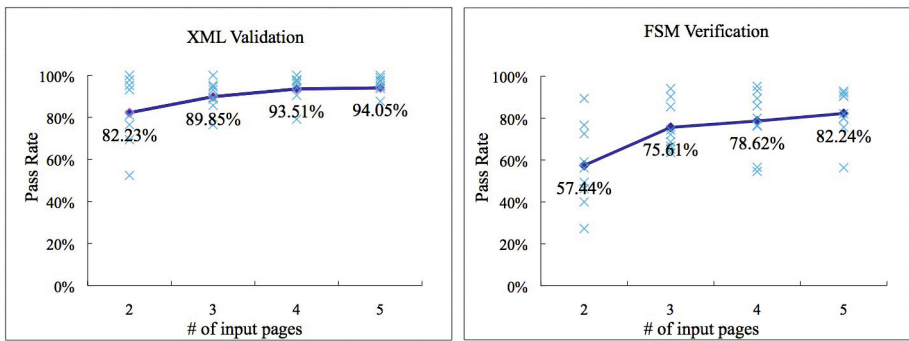 XML Validation
Pass Rate
100%
80%
60%
40%
20%
0%
82.23%
89.85%
93.51%
94.05%
2 3 4 5
# of input pages
FSM Verification
Pass Rate
100%
80%
60%
40%
20%
0%
57.44%
75.61%
78.62%
82.24%
2 3 4 5
# of input pages